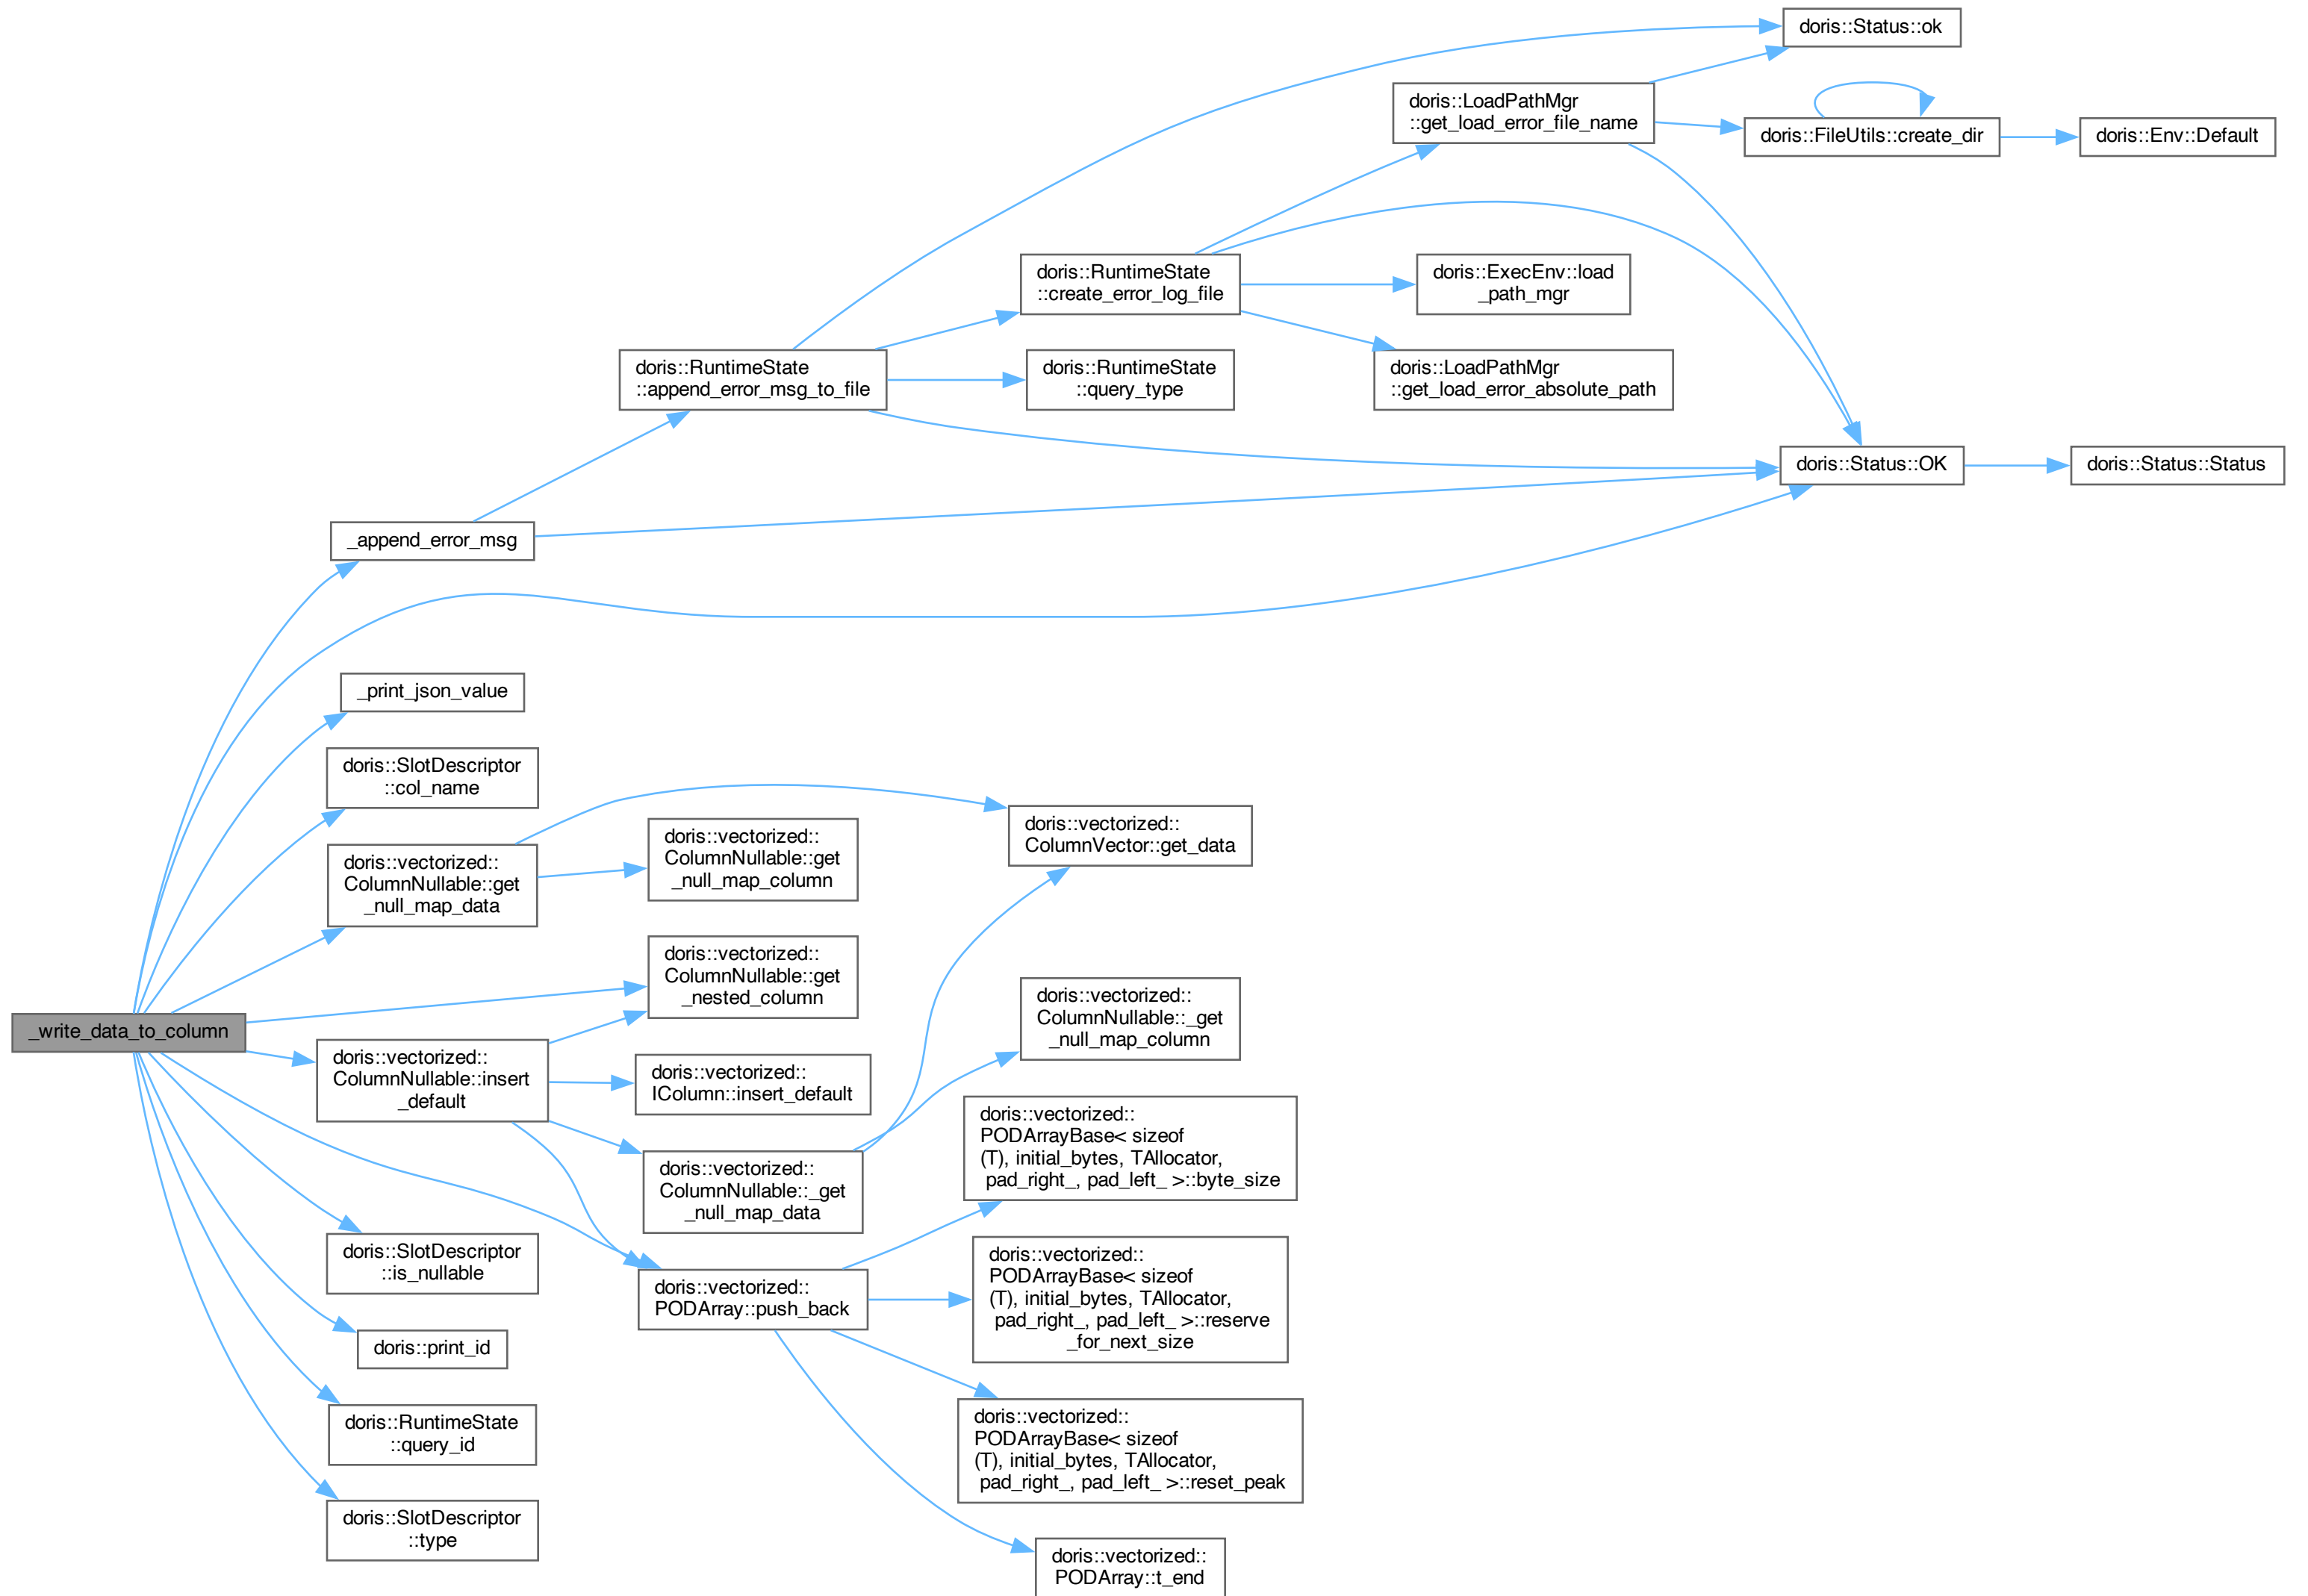 doris::Status::ok
doris::LoadPathMgr
::get_load_error_file_name
doris::FileUtils::create_dir
doris::Env::Default
doris::RuntimeState
::create_error_log_file
doris::ExecEnv::load
_path_mgr
doris::RuntimeState
::append_error_msg_to_file
doris::RuntimeState
::query_type
doris::LoadPathMgr
::get_load_error_absolute_path
doris::Status::OK
doris::Status::Status
_append_error_msg
_print_json_value
doris::SlotDescriptor
::col_name
doris::vectorized::
ColumnNullable::get
_null_map_data
doris::vectorized::
ColumnNullable::get
_null_map_column
doris::vectorized::
ColumnVector::get_data
doris::vectorized::
ColumnNullable::get
_nested_column
doris::vectorized::
ColumnNullable::_get
_null_map_column
_write_data_to_column
doris::vectorized::
ColumnNullable::insert
_default
doris::vectorized::
IColumn::insert_default
doris::vectorized::
PODArrayBase< sizeof
(T), initial_bytes, TAllocator,
pad_right_, pad_left_ >::byte_size
doris::vectorized::
ColumnNullable::_get
_null_map_data
doris::SlotDescriptor
::is_nullable
doris::vectorized::
PODArray::push_back
doris::vectorized::
PODArrayBase< sizeof
(T), initial_bytes, TAllocator,
pad_right_, pad_left_ >::reserve
_for_next_size
doris::print_id
doris::RuntimeState
::query_id
doris::vectorized::
PODArrayBase< sizeof
(T), initial_bytes, TAllocator,
pad_right_, pad_left_ >::reset_peak
doris::SlotDescriptor
::type
doris::vectorized::
PODArray::t_end